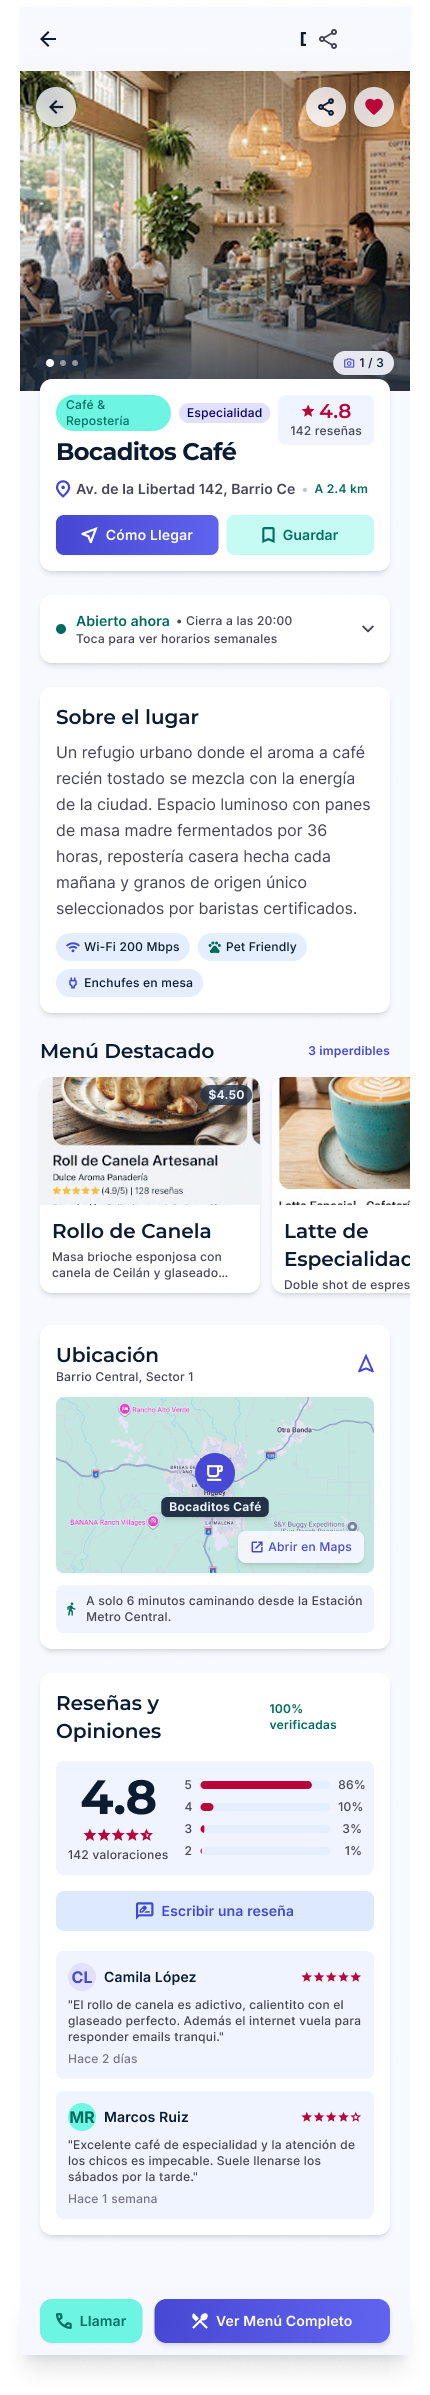 1 / 3
Café &
Repostería
Especialidad
4.8
142 reseñas
Bocaditos Café
Av. de la Libertad 142, Barrio Ce
• A 2.4 km
Cómo Llegar
Guardar
Abierto ahora • Cierra a las 20:00
Toca para ver horarios semanales
Sobre el lugar
Un refugio urbano donde el aroma a café
recién tostado se mezcla con la energía
de la ciudad. Espacio luminoso con panes
de masa madre fermentados por 36
horas, repostería casera hecha cada
mañana y granos de origen único
seleccionados por baristas certificados.
Wi-Fi 200 Mbps
Pet Friendly
Enchufes en mesa
Menú Destacado
3 imperdibles
$4.50
Roll de Canela Artesanal
Dulce Aroma Panadería
(4.9/5) | 128 reseñas
Rollo de Canela
Masa brioche esponjosa con
canela de Ceilán y glaseado...
Latte de
Especialidad
Doble shot de espres
Ubicación
Barrio Central, Sector 1
Rancho Alto Verde
Otra Banda
Bocaditos Café
LA MALENA
BANANA Ranch Villages
S&Y Buggy Expeditions
Abrir en Maps
A solo 6 minutos caminando desde la Estación
Metro Central.
Reseñas y
Opiniones
100%
verificadas
4.8
142 valoraciones
5 86%
4 10%
3 3%
2 1%
Escribir una reseña
CL Camila López
"El rollo de canela es adictivo, calientito con el
glaseado perfecto. Además el internet vuela para
responder emails tranqui."
Hace 2 días
MR Marcos Ruiz
"Excelente café de especialidad y la atención de
los chicos es impecable. Suele llenarse los
sábados por la tarde."
Hace 1 semana
Llamar
Ver Menú Completo